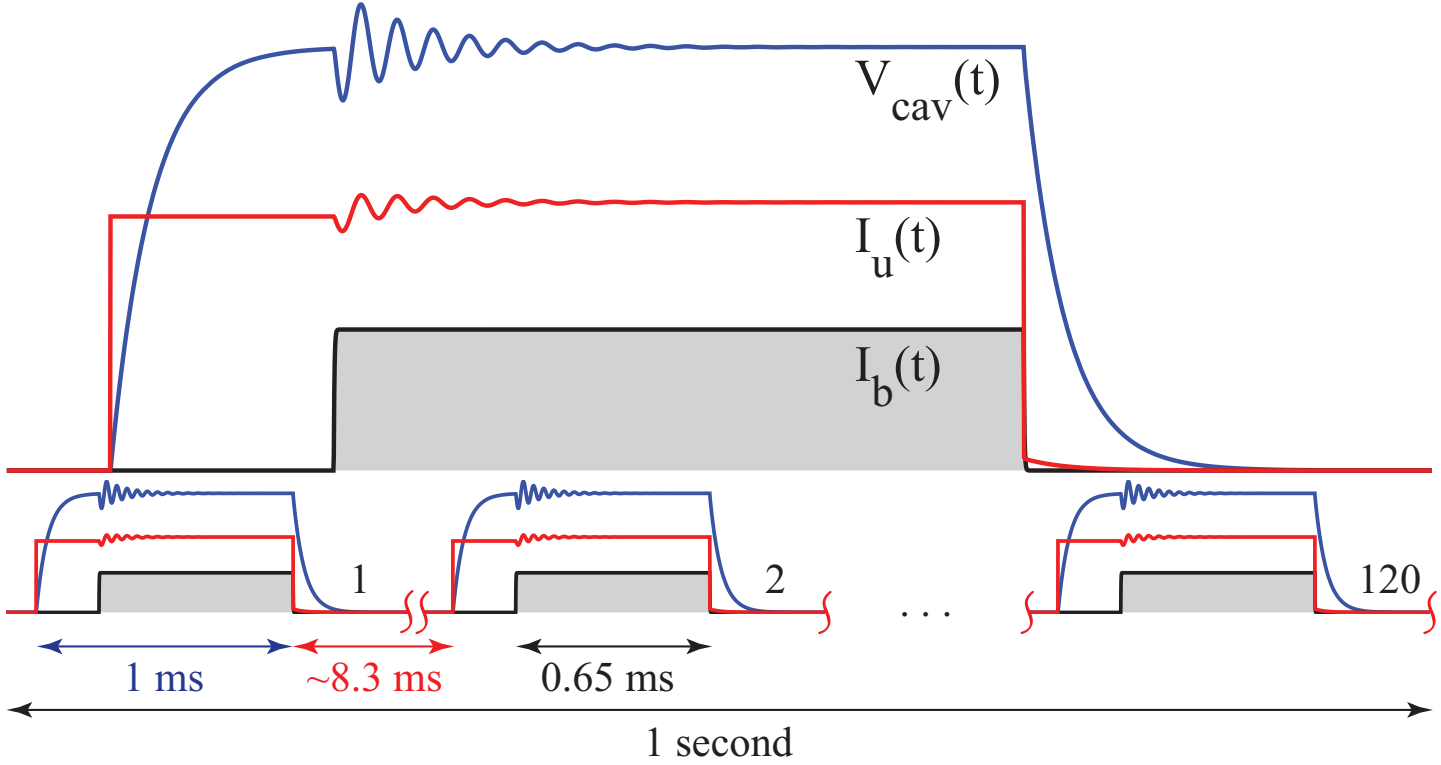 V_cav(t)
I_u(t)
I_b(t)
1
2
. . .
120
1 ms
~8.3 ms
0.65 ms
1 second